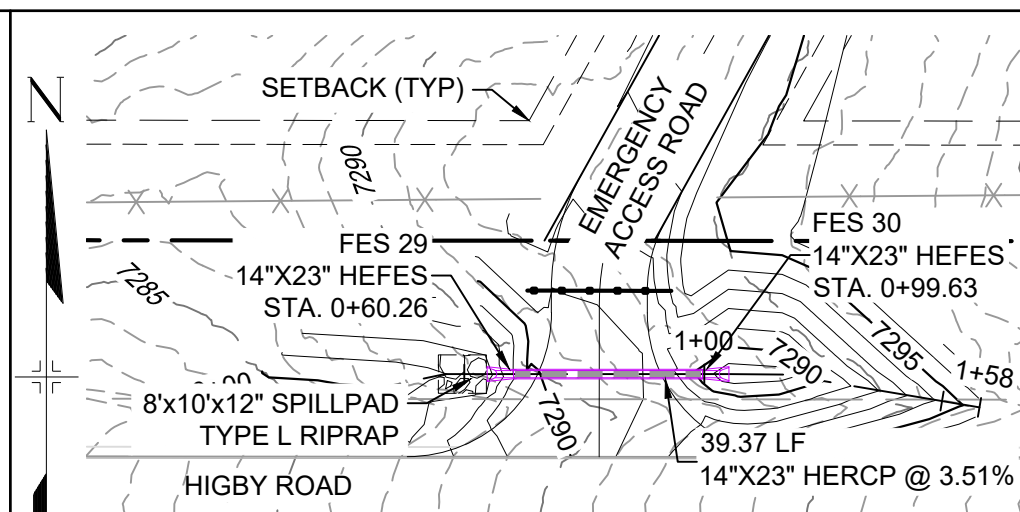 N
SETBACK (TYP)
EMERGENCY
ACCESS ROAD
7290
FES 29
14"X23" HEFES
STA. 0+60.26
FES 30
14"X23" HEFES
STA. 0+99.63
7285
7295
1+00
7290
1+58
8'x10'x12" SPILLPAD
TYPE L RIPRAP
7290
39.37 LF
14"X23" HERCP @ 3.51%
HIGBY ROAD